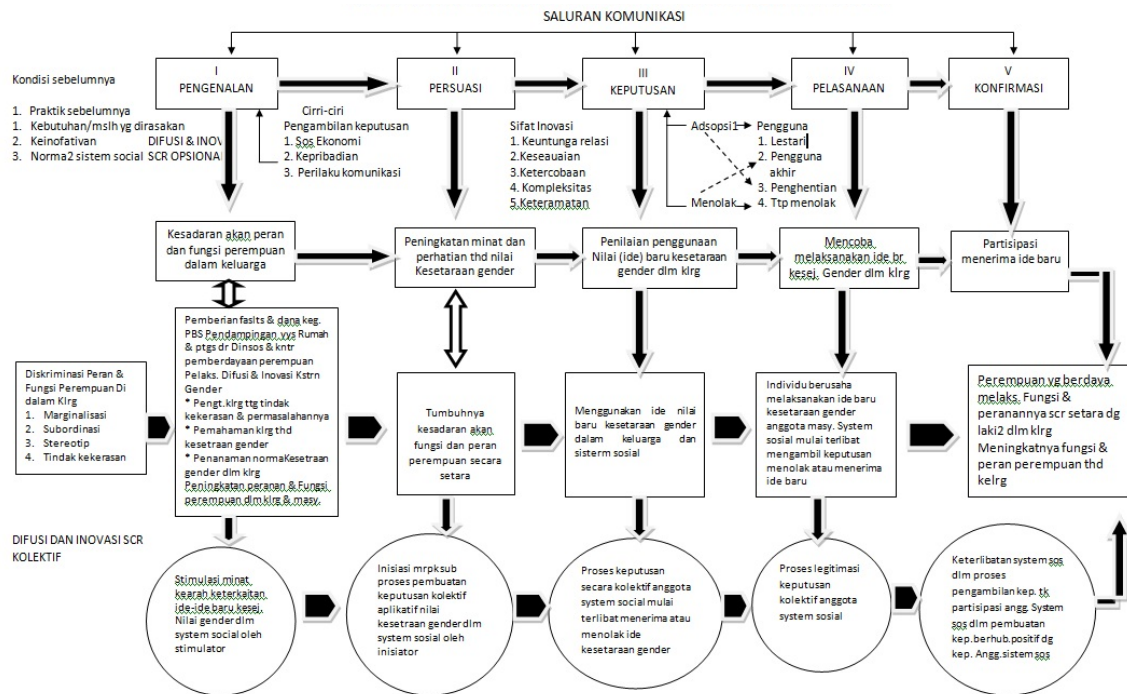 SALURAN KOMUNIKASI
Kondisi sebelumnya
1. Praktik sebelumnya
1. Kebutuhan/mslh yg dirasakan
2. Keinofativan
3. Norma2 sistem social
DIFUSI & INOV
SCR OPSIONA
I
PENGENALAN
II
PERSUASI
III
KEPUTUSAN
IV
PELASANAAN
V
KONFIRMASI
Cirri-ciri
Pengambilan keputusan
1. Sos Ekonomi
2. Kepribadian
3. Perilaku komunikasi
Sifat Inovasi
1. Keuntunga relasi
2.Keseauaian
3.Ketercobaan
4. Kompleksitas
5.Keteramatan
Adsopsi1
Menolak
Pengguna
1. Lestari
2. Pengguna
akhir
3. Penghentian
4. Ttp menolak
Kesadaran akan peran
dan fungsi perempuan
dalam keluarga
Peningkatan minat dan
perhatian thd nilai
Kesetaraan gender
Penilaian penggunaan
Nilai (ide) baru kesetaraan
gender dlm klrg
Mencoba
melaksanakan ide br
kesej. Gender dlm klrg
Partisipasi
menerima ide baru
Diskriminasi Peran &
Fungsi Perempuan Di
dalam Klrg
1. Marginalisasi
2. Subordinasi
3. Stereotip
4. Tindak kekerasan
Pemberian faslts & dana keg.
PBS Pendampingan yys Rumah
& ptgs dr Dinsos & kntr
pemberdayaan perempuan
Pelaks. Difusi & Inovasi Kstrn
Gender
* Pengt.klrg ttg tindak
kekerasan & permasalahannya
* Pemahaman klrg thd
kesetraan gender
* Penanaman normaKesetraan
gender dlm klrg
Peningkatan peranan & Fungsi
perempuan dlm klrg & masy.
Tumbuhnya
kesadaran akan
fungsi dan peran
perempuan secara
setara
Menggunakan ide nilai
baru kesetaraan gender
dalam keluarga dan
sisterm sosial
Individu berusaha
melaksanakan ide baru
kesetaraan gender
anggota masy. System
sosial mulai terlibat
mengambil keputusan
menolak atau menerima
ide baru
Perempuan yg berdaya
melaks. Fungsi &
peranannya scr setara dg
laki2 dlm klrg
Meningkatnya fungsi &
peran perempuan thd
kelrg
DIFUSI DAN INOVASI SCR
KOLEKTIF
Stimulasi minat
kearah keterkaitan
ide-ide baru kesej.
Nilai gender dlm
system social oleh
stimulator
Inisiasi mrpk sub
proses pembuatan
keputusan kolektif
aplikatif nilai
kesetraan gender dlm
system sosial oleh
inisiator
Proses keputusan
secara kolektif anggota
system social mulai
terlibat menerima atau
menolak ide
kesetaraan gender
Proses legitimasi
keputusan
kolektif anggota
system sosial
Keterlibatan system sos
dlm proses
pengambilan kep. tk
partisipasi angg. System
sos dlm pembuatan
kep.berhub.positif dg
kep. Angg.sistem sos